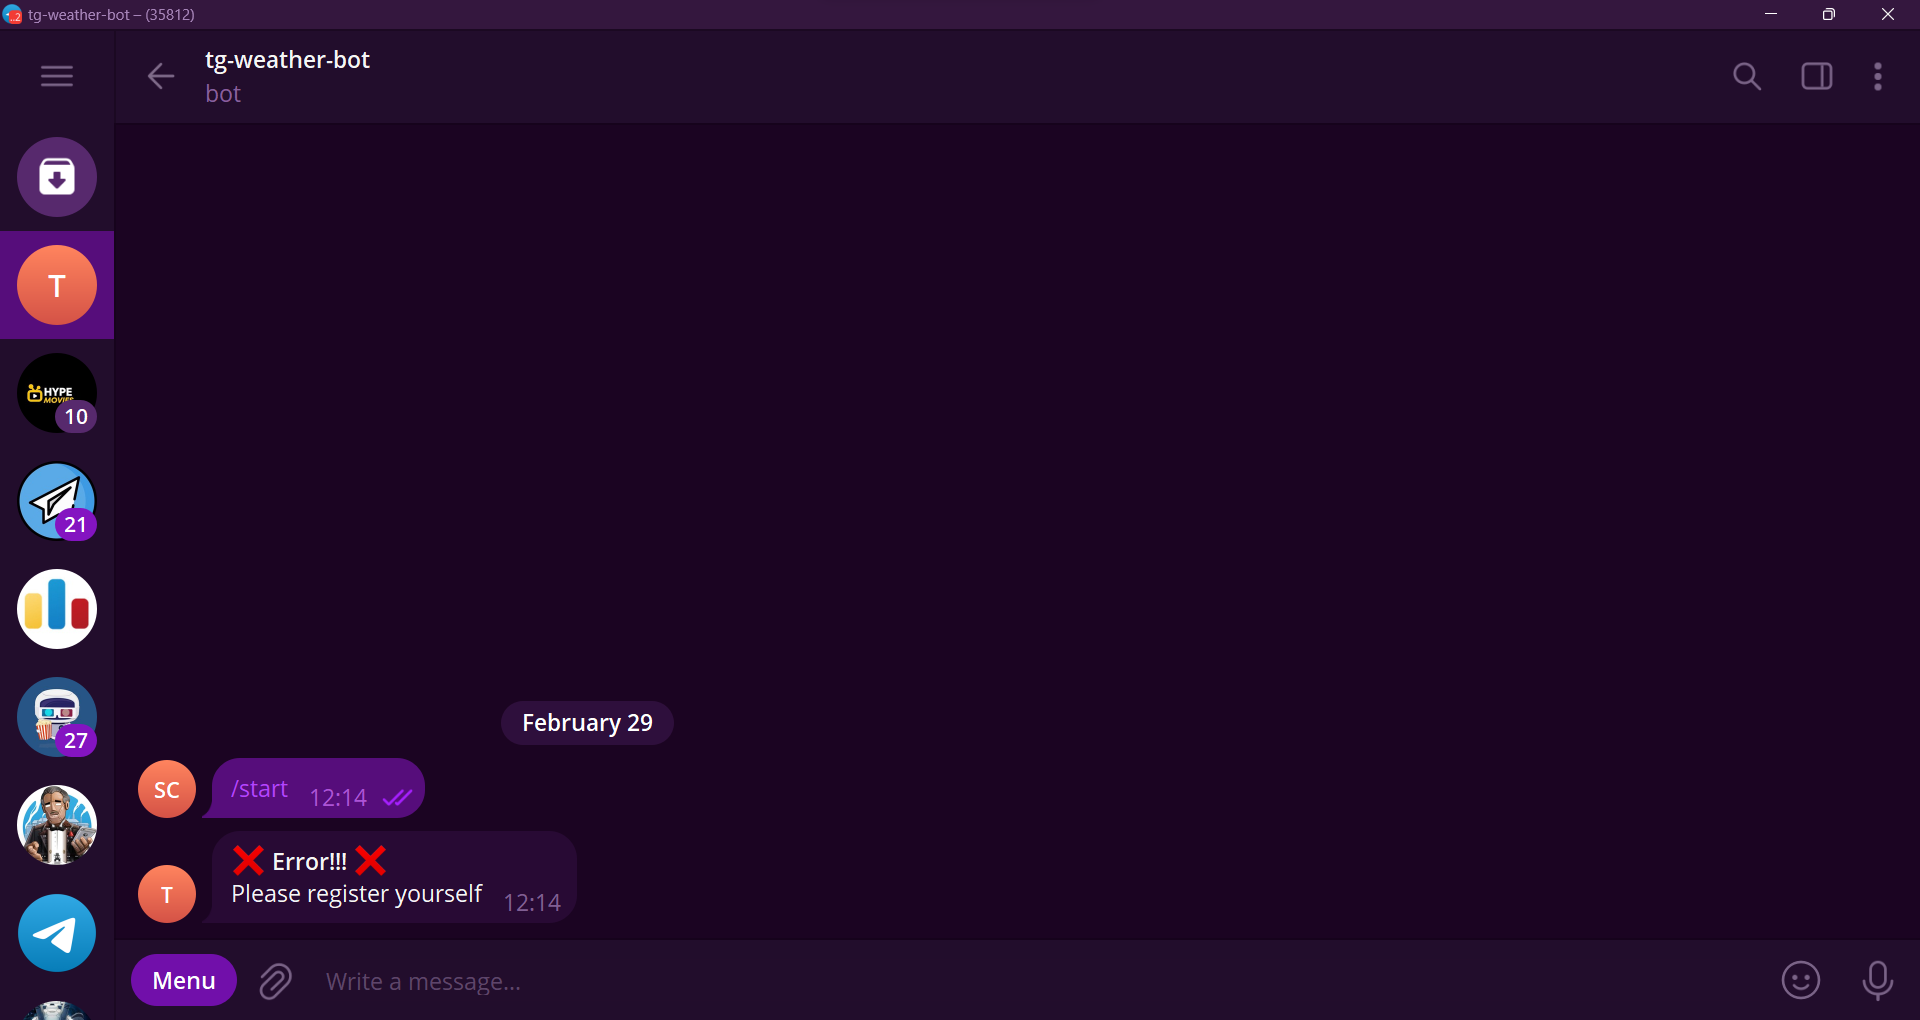 tg-weather-bot – (35812)
tg-weather-bot
bot
T
HYPE
MOVIES
10
21
27
February 29
SC
/start 12:14
❌ Error!!! ❌
Please register yourself 12:14
T
Menu
Write a message...